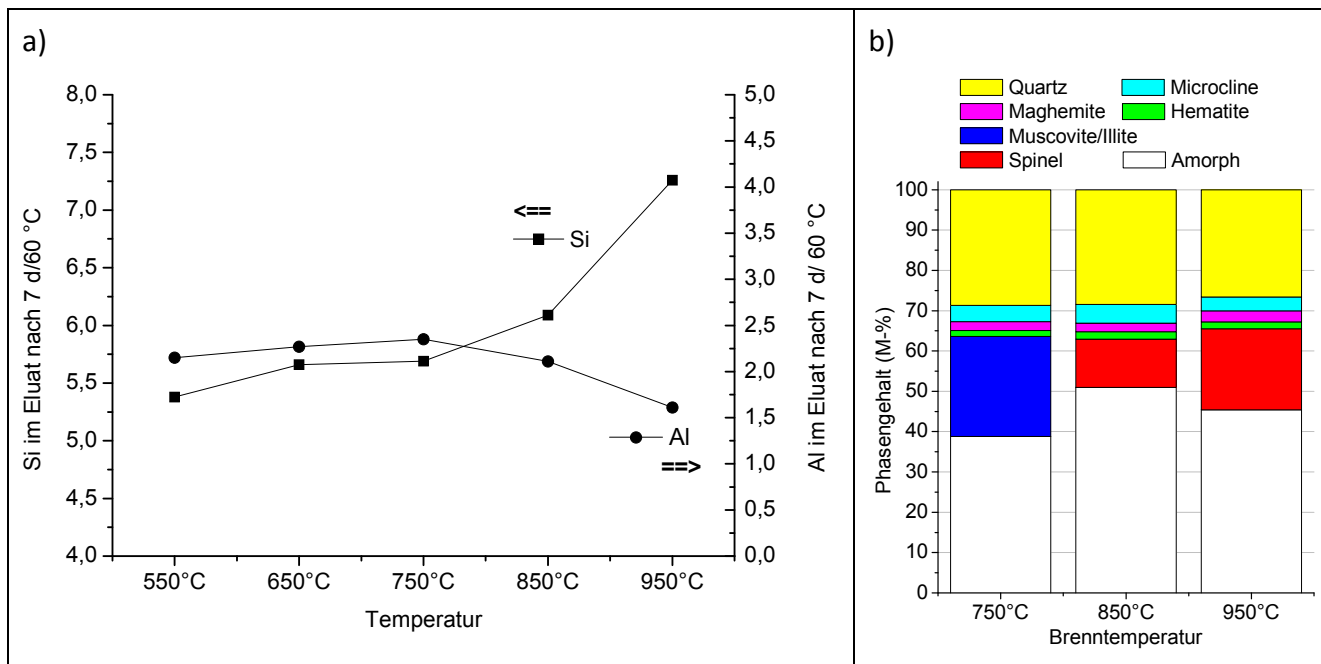 a)
Si im Eluat nach 7 d/60 °C
8,0
7,5
7,0
6,5
6,0
5,5
5,0
4,5
4,0
<==
Si
Al
==>
5,0
4,5
4,0
3,5
3,0
2,5
2,0
1,5
1,0
0,5
0,0
Al im Eluat nach 7 d/ 60 °C
550°C 650°C 750°C 850°C 950°C
Temperatur
b)
Quartz Microcline
Maghemite Hematite
Muscovite/Illite
Spinel Amorph
Phasengehalt (M-%)
100
90
80
70
60
50
40
30
20
10
0
750°C 850°C 950°C
Brenntemperatur